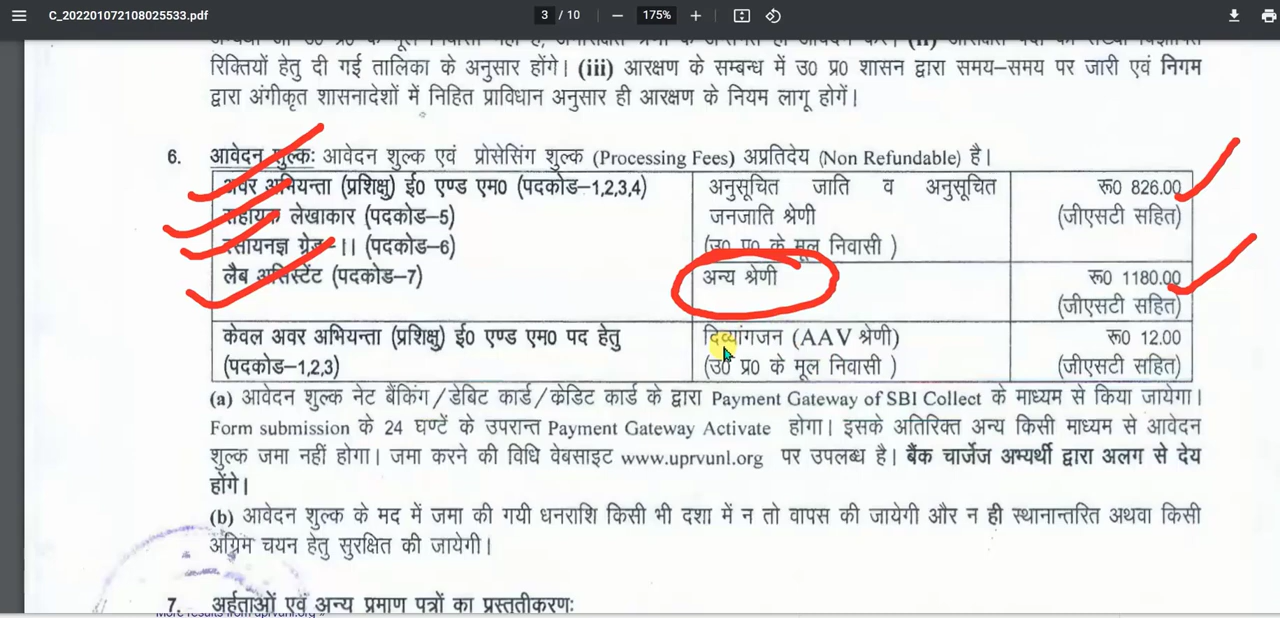 C_202201072108025533.pdf
3 / 10
175%
रिक्तियों हेतु दी गई तालिका के अनुसार होंगे। (iii) आरक्षण के सम्बन्ध में उ0 प्र0 शासन द्वारा समय–समय पर जारी एवं निगम
द्वारा अंगीकृत शासनादेशों में निहित प्राविधान अनुसार ही आरक्षण के नियम लागू होगें।
6. आवेदन शुल्कः आवेदन शुल्क एवं प्रोसेसिंग शुल्क (Processing Fees) अप्रतिदेय (Non Refundable) है।
अवर अभियन्ता (प्रशिक्षु) ई0 एण्ड एम0 (पदकोड–1,2,3,4)
सहायक लेखाकार (पदकोड–5)
रसायनज्ञ ग्रेड–।। (पदकोड–6)
लैब असिस्टेंट (पदकोड–7)
अनुसूचित जाति व अनुसूचित
जनजाति श्रेणी
(उ0 प्र0 के मूल निवासी )
रू0 826.00
(जीएसटी सहित)
अन्य श्रेणी
रू0 1180.00
(जीएसटी सहित)
केवल अवर अभियन्ता (प्रशिक्षु) ई0 एण्ड एम0 पद हेतु
(पदकोड–1,2,3)
दिव्यांगजन (AAV श्रेणी)
(उ0 प्र0 के मूल निवासी )
रू0 12.00
(जीएसटी सहित)
(a) आवेदन शुल्क नेट बैंकिंग/डेबिट कार्ड/क्रेडिट कार्ड के द्वारा Payment Gateway of SBI Collect के माध्यम से किया जायेगा।
Form submission के 24 घण्टें के उपरान्त Payment Gateway Activate होगा। इसके अतिरिक्त अन्य किसी माध्यम से आवेदन
शुल्क जमा नहीं होगा। जमा करने की विधि वेबसाइट www.uprvunl.org पर उपलब्ध है। बैंक चार्जेज अभ्यर्थी द्वारा अलग से देय
होंगे।
(b) आवेदन शुल्क के मद में जमा की गयी धनराशि किसी भी दशा में न तो वापस की जायेगी और न ही स्थानान्तरित अथवा किसी
अग्रिम चयन हेतु सुरक्षित की जायेगी।
7. अर्हताओं एवं अन्य प्रमाण पत्रों का प्रस्ततीकरणः
More results from uprvunl.org »